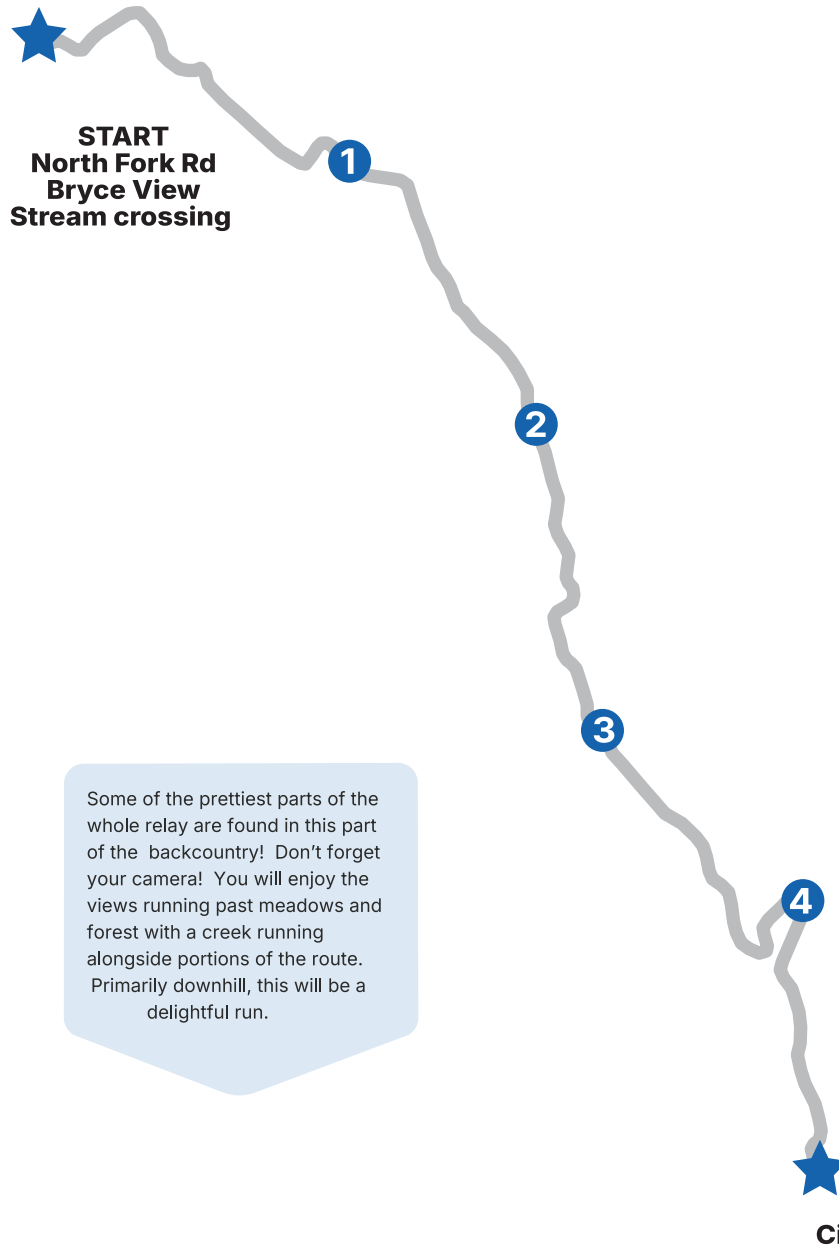 START
North Fork Rd
Bryce View
Stream crossing
1
2
3
Some of the prettiest parts of the
whole relay are found in this part
of the  backcountry!  Don’t forget
your camera!  You will enjoy the
views running past meadows and
forest with a creek running
alongside portions of the route.
Primarily downhill, this will be a
delightful run.
4